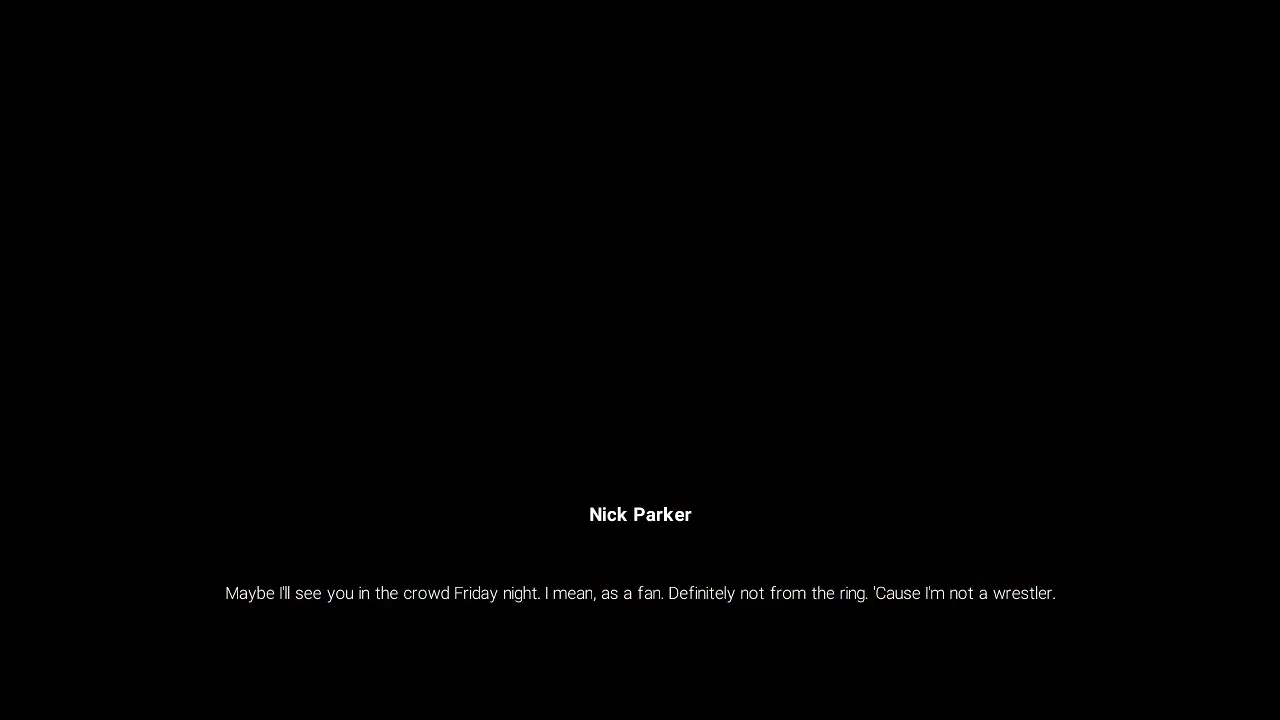 Nick Parker
Maybe I'll see you in the crowd Friday night. I mean, as a fan. Definitely not from the ring. 'Cause I'm not a wrestler.